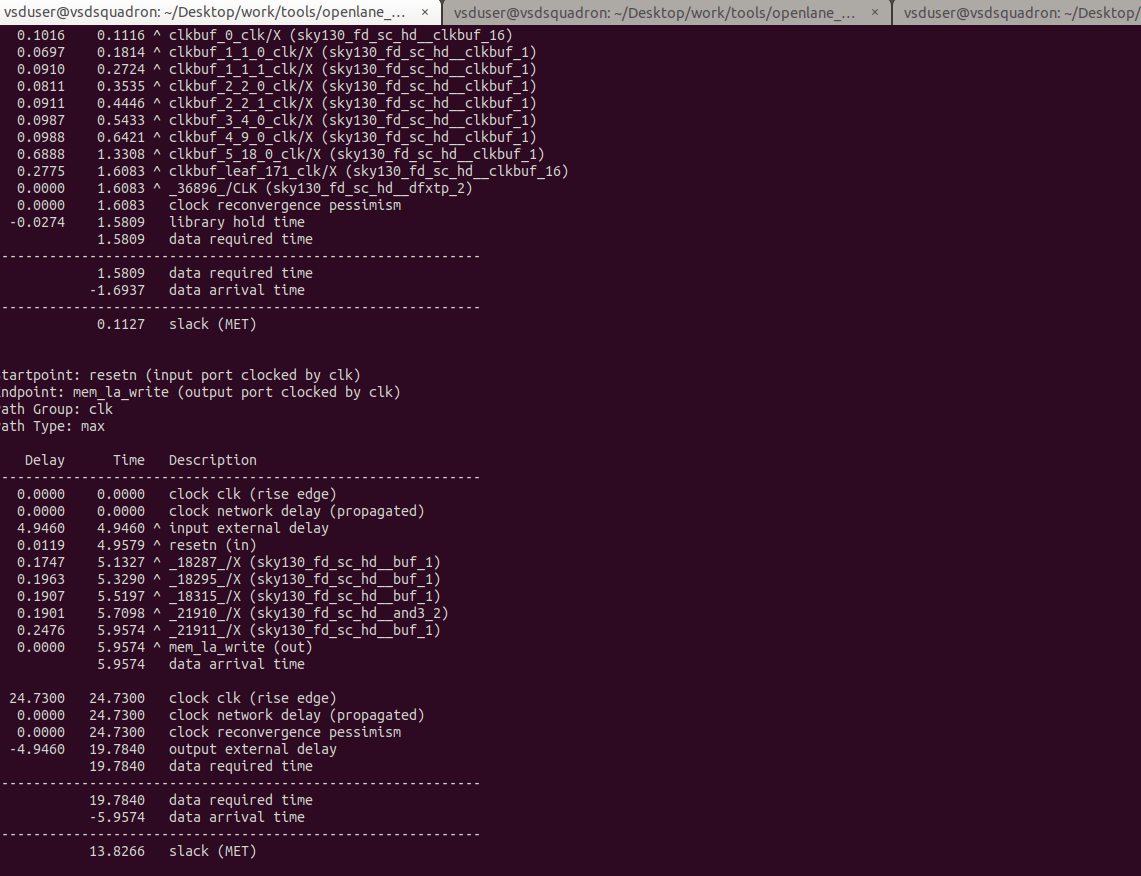 vsduser@vsdsquadron: ~/Desktop/work/tools/openlane_... × vsduser@vsdsquadron: ~/Desktop/work/tools/openlane_... × vsduser@vsdsquadron: ~/Desktop/
0.1016 0.1116 ^ clkbuf_0_clk/X (sky130_fd_sc_hd__clkbuf_16)
0.0697 0.1814 ^ clkbuf_1_1_0_clk/X (sky130_fd_sc_hd__clkbuf_1)
0.0910 0.2724 ^ clkbuf_1_1_1_clk/X (sky130_fd_sc_hd__clkbuf_1)
0.0811 0.3535 ^ clkbuf_2_2_0_clk/X (sky130_fd_sc_hd__clkbuf_1)
0.0911 0.4446 ^ clkbuf_2_2_1_clk/X (sky130_fd_sc_hd__clkbuf_1)
0.0987 0.5433 ^ clkbuf_3_4_0_clk/X (sky130_fd_sc_hd__clkbuf_1)
0.0988 0.6421 ^ clkbuf_4_9_0_clk/X (sky130_fd_sc_hd__clkbuf_1)
0.6888 1.3308 ^ clkbuf_5_18_0_clk/X (sky130_fd_sc_hd__clkbuf_1)
0.2775 1.6083 ^ clkbuf_leaf_171_clk/X (sky130_fd_sc_hd__clkbuf_16)
0.0000 1.6083 ^ _36896_/CLK (sky130_fd_sc_hd__dfxtp_2)
0.0000 1.6083 clock reconvergence pessimism
-0.0274 1.5809 library hold time
1.5809 data required time
------------------------------------------------------------
1.5809 data required time
-1.6937 data arrival time
------------------------------------------------------------
0.1127 slack (MET)
tartpoint: resetn (input port clocked by clk)
ndpoint: mem_la_write (output port clocked by clk)
ath Group: clk
ath Type: max
Delay Time Description
------------------------------------------------------------
0.0000 0.0000 clock clk (rise edge)
0.0000 0.0000 clock network delay (propagated)
4.9460 4.9460 ^ input external delay
0.0119 4.9579 ^ resetn (in)
0.1747 5.1327 ^ _18287_/X (sky130_fd_sc_hd__buf_1)
0.1963 5.3290 ^ _18295_/X (sky130_fd_sc_hd__buf_1)
0.1907 5.5197 ^ _18315_/X (sky130_fd_sc_hd__buf_1)
0.1901 5.7098 ^ _21910_/X (sky130_fd_sc_hd__and3_2)
0.2476 5.9574 ^ _21911_/X (sky130_fd_sc_hd__buf_1)
0.0000 5.9574 ^ mem_la_write (out)
5.9574 data arrival time
24.7300 24.7300 clock clk (rise edge)
0.0000 24.7300 clock network delay (propagated)
0.0000 24.7300 clock reconvergence pessimism
-4.9460 19.7840 output external delay
19.7840 data required time
------------------------------------------------------------
19.7840 data required time
-5.9574 data arrival time
------------------------------------------------------------
13.8266 slack (MET)